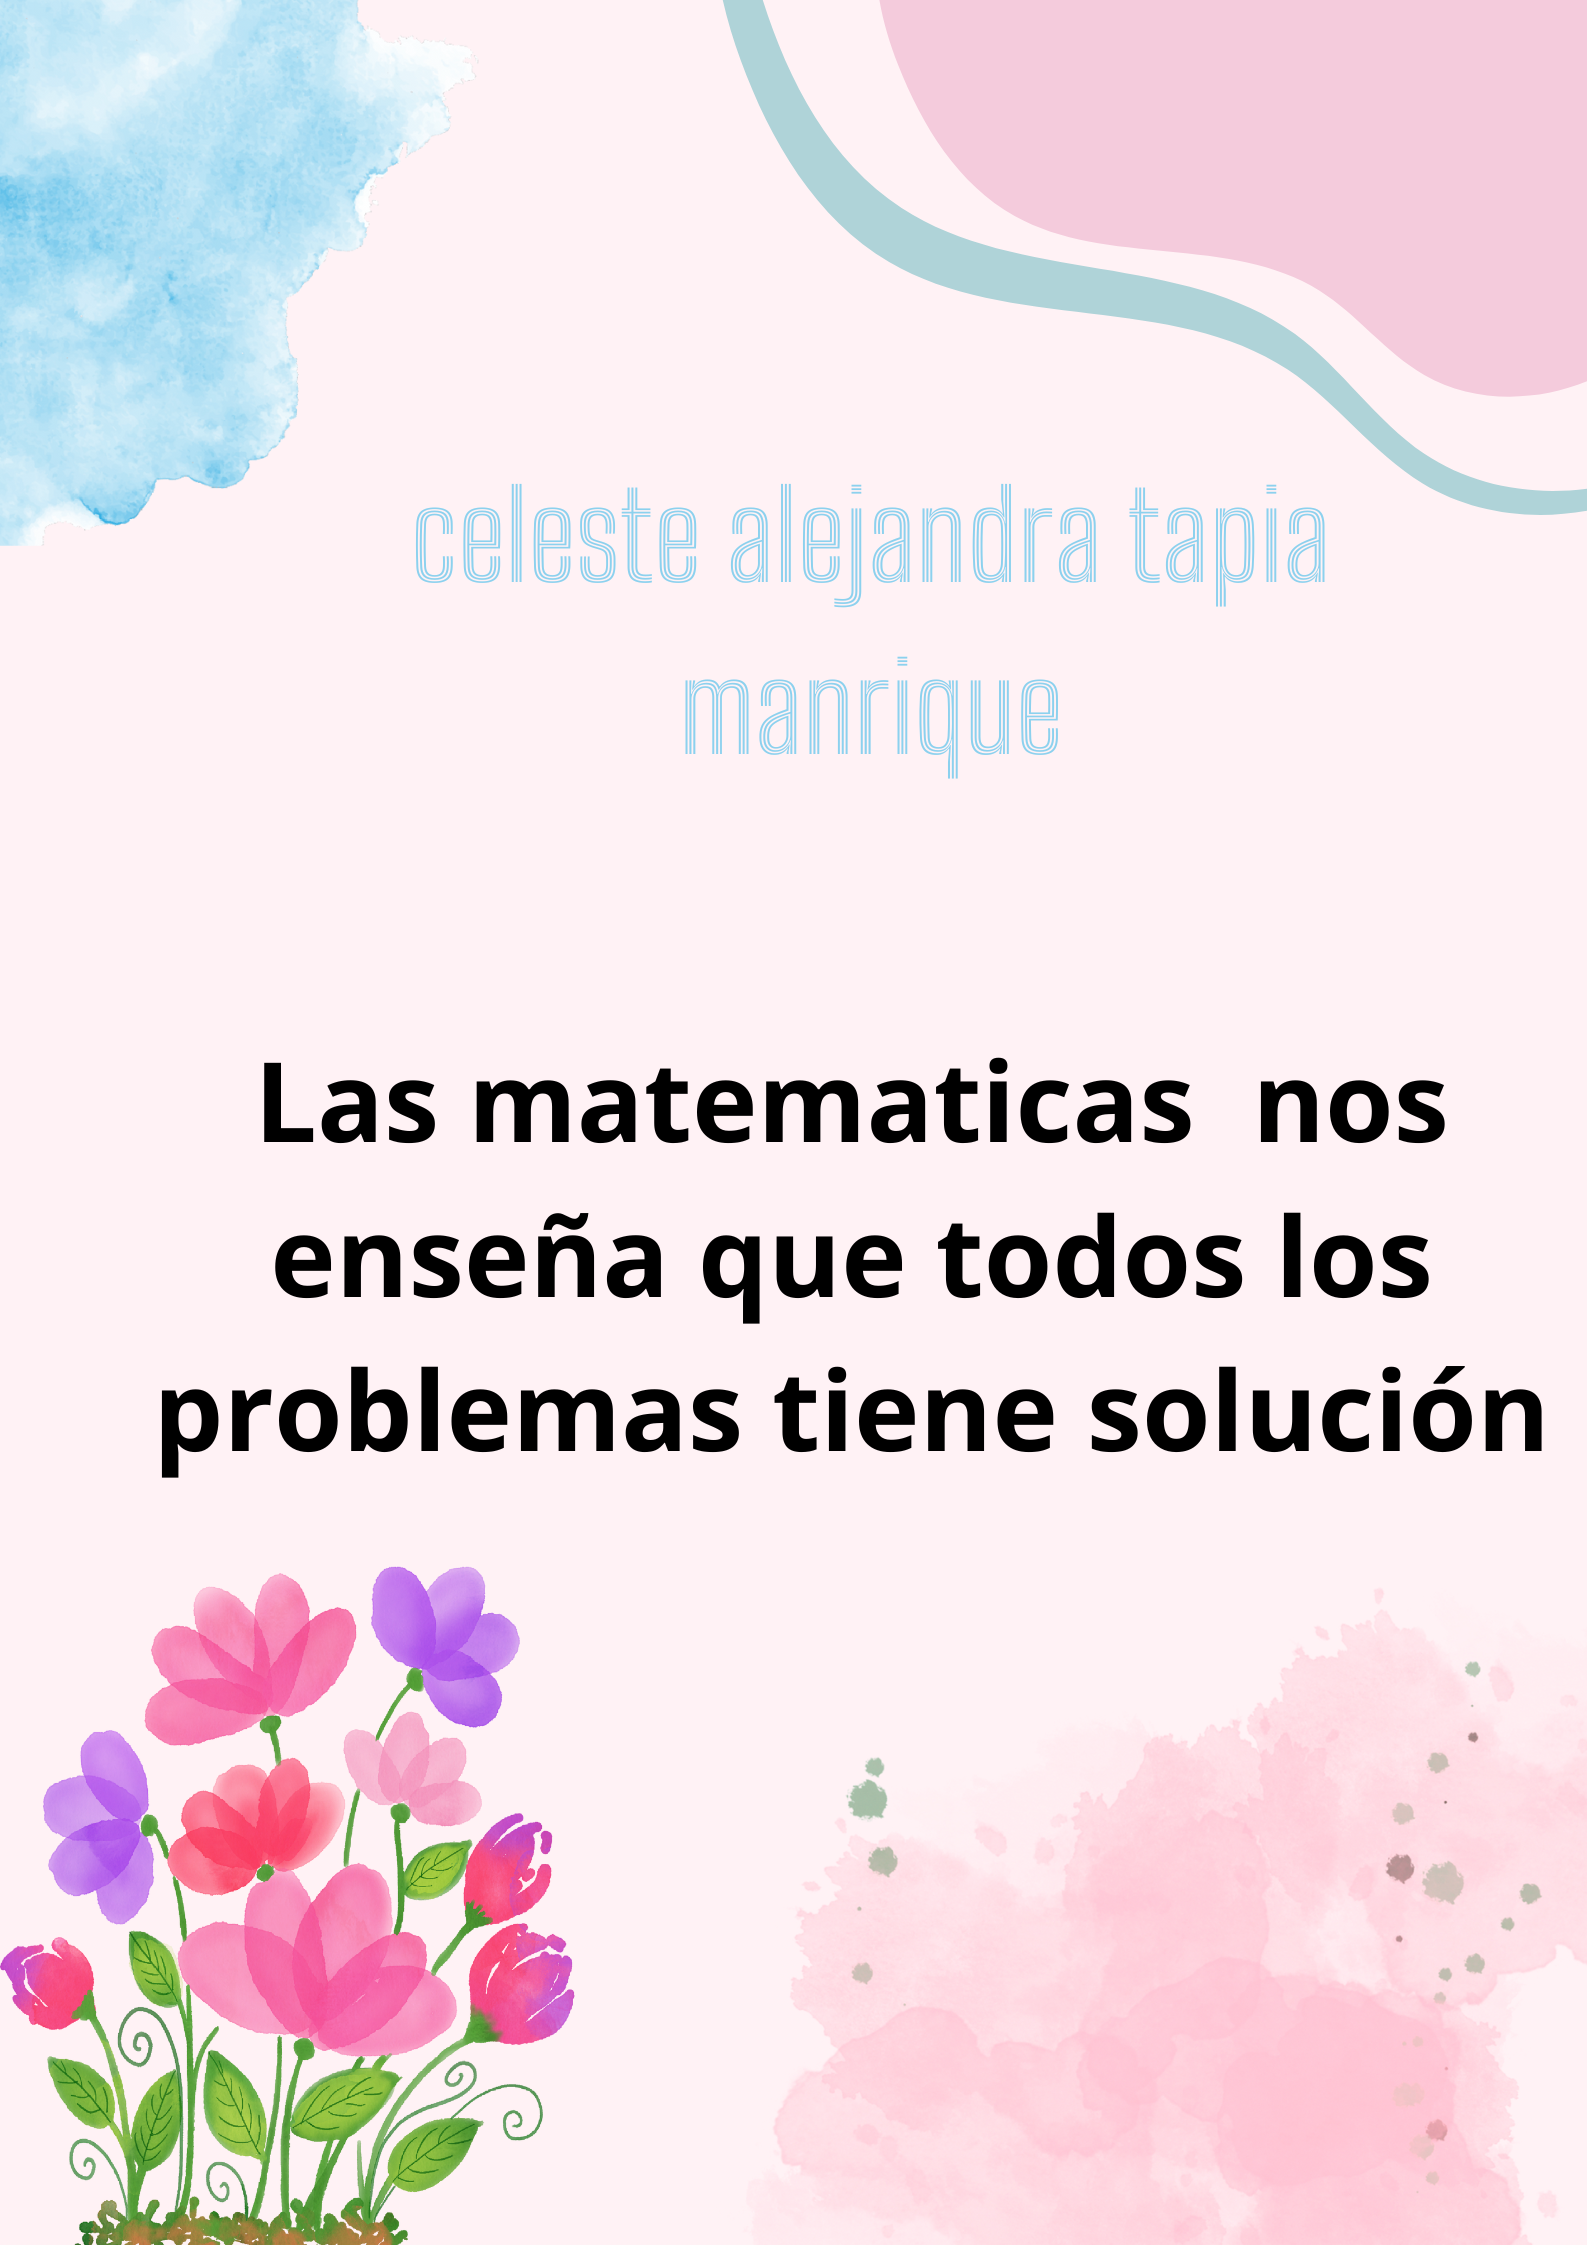 celeste alejandra tapia
manrique
Las matematicas  nos
enseña que todos los
problemas tiene solución